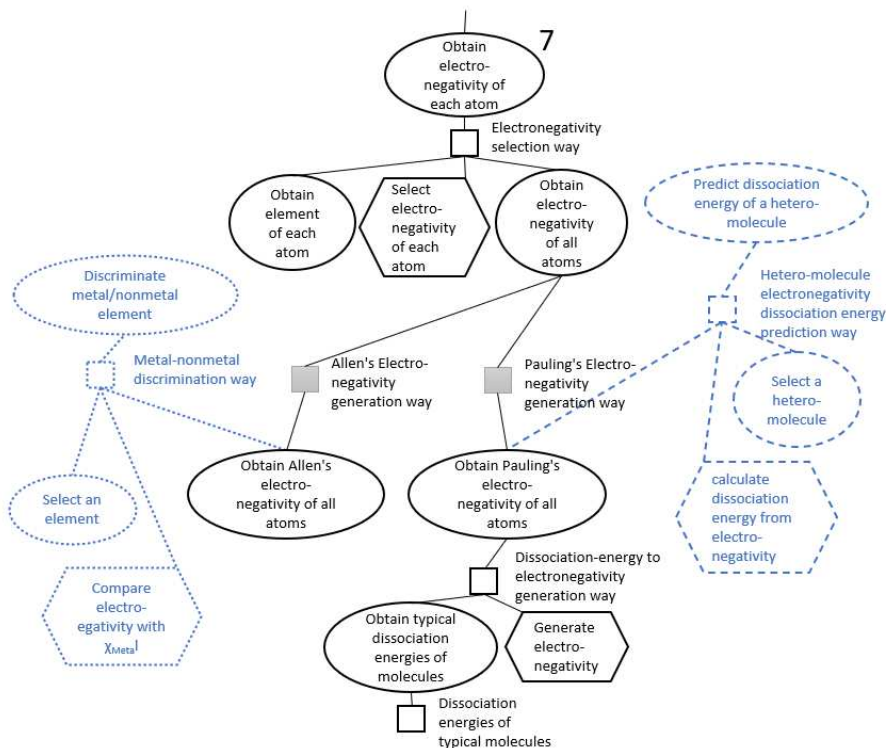 7
Obtain
electro-
negativity of
each atom
Electronegativity
selection way
Obtain
element
of each
atom
Select
electro-
negativity
of each
atom
Obtain
electro-
negativity
of all
atoms
Predict dissociation
energy of a hetero-
molecule
Discriminate
metal/nonmetal
element
Hetero-molecule
electronegativity
dissociation energy
prediction way
Metal-nonmetal
discrimination way
Allen's Electro-
negativity
generation way
Pauling's Electro-
negativity
generation way
Select a
hetero-
molecule
Obtain Allen's
electro-
negativity of all
atoms
Obtain Pauling's
electro-
negativity of all
atoms
Select an
element
calculate
dissociation
energy from
electro-
negativity
Compare
electro-
egativity with
χMetal
Dissociation-energy to
electronegativity
generation way
Obtain typical
dissociation
energies of
molecules
Generate
electro-
negativity
Dissociation
energies of
typical molecules